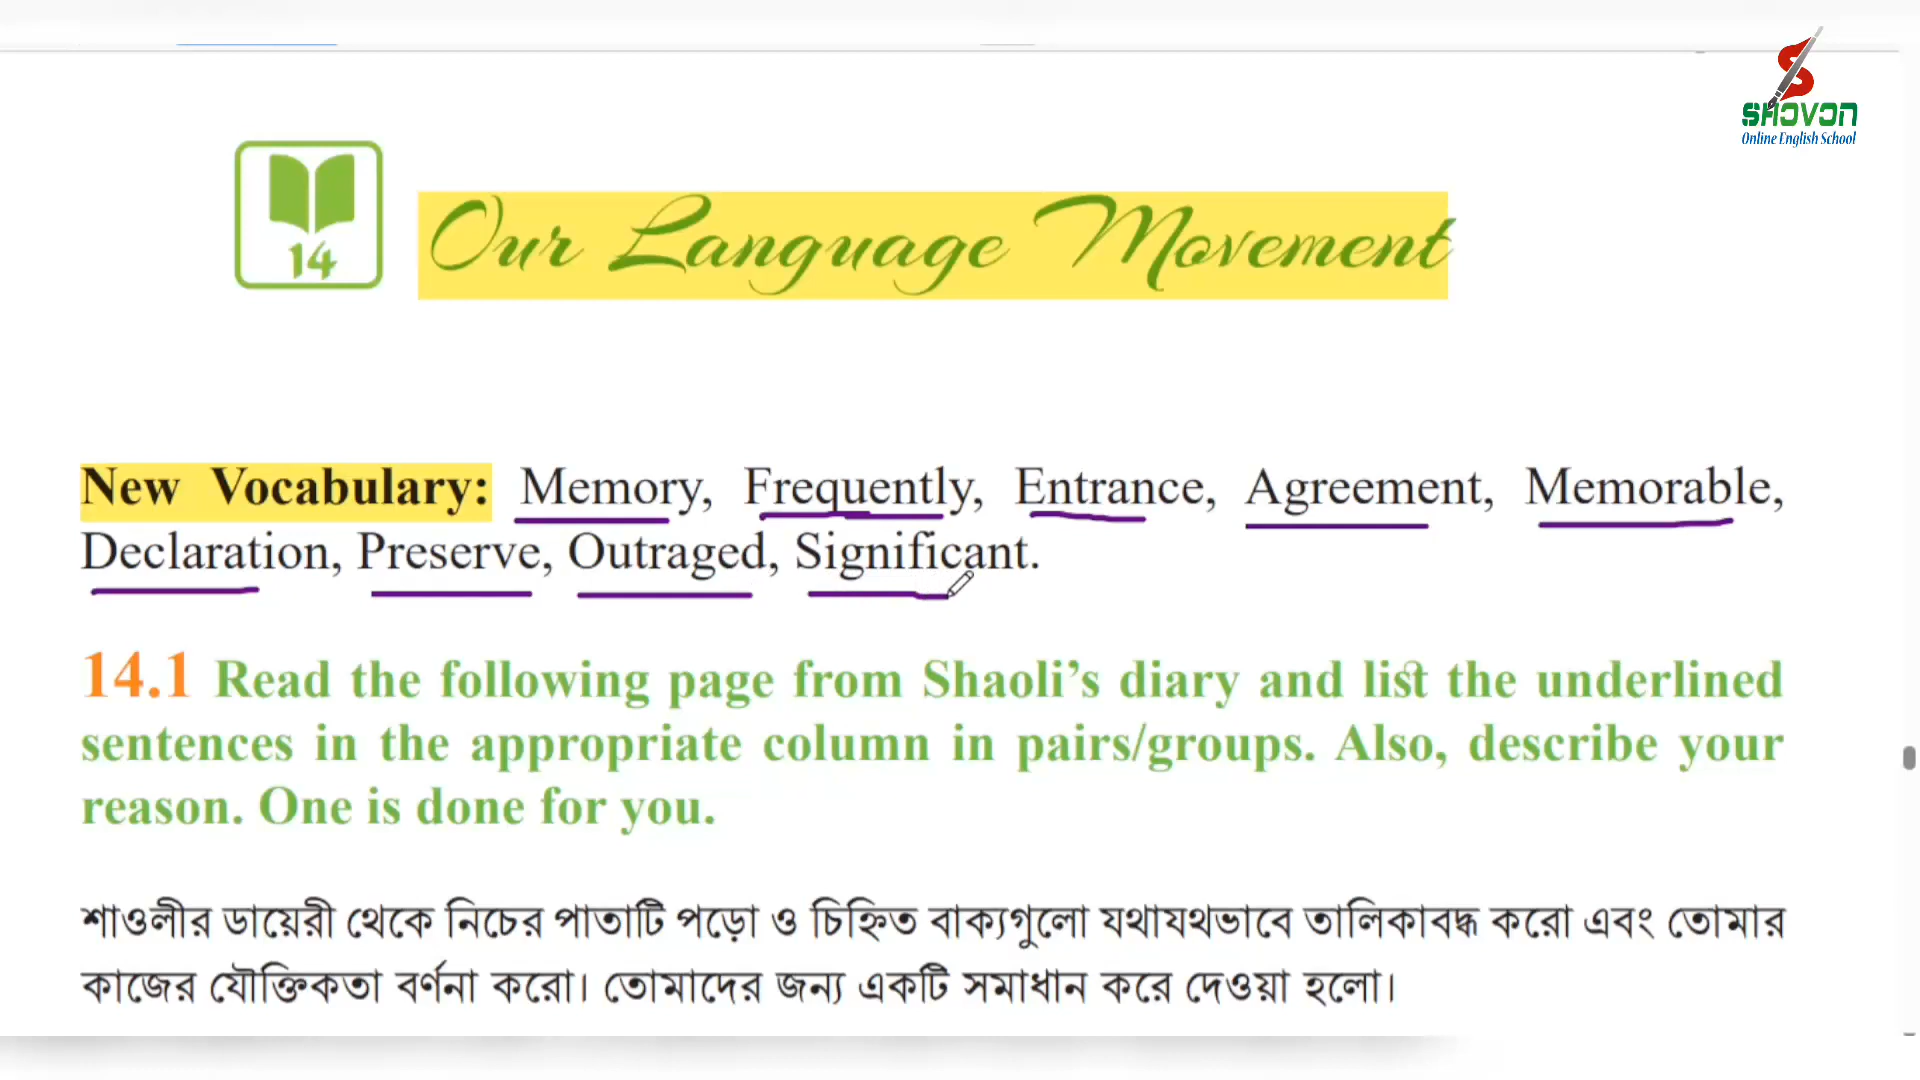 SHOVON
Online English School
14
Our Language Movement
New Vocabulary: Memory, Frequently, Entrance, Agreement, Memorable,
Declaration, Preserve, Outraged, Significant.
14.1 Read the following page from Shaoli’s diary and list the underlined
sentences in the appropriate column in pairs/groups. Also, describe your
reason. One is done for you.
শাওলীর ডায়েরী থেকে নিচের পাতাটি পড়ো ও চিহ্নিত বাক্যগুলো যথাযথভাবে তালিকাবদ্ধ করো এবং তোমার
কাজের যৌক্তিকতা বর্ণনা করো। তোমাদের জন্য একটি সমাধান করে দেওয়া হলো।